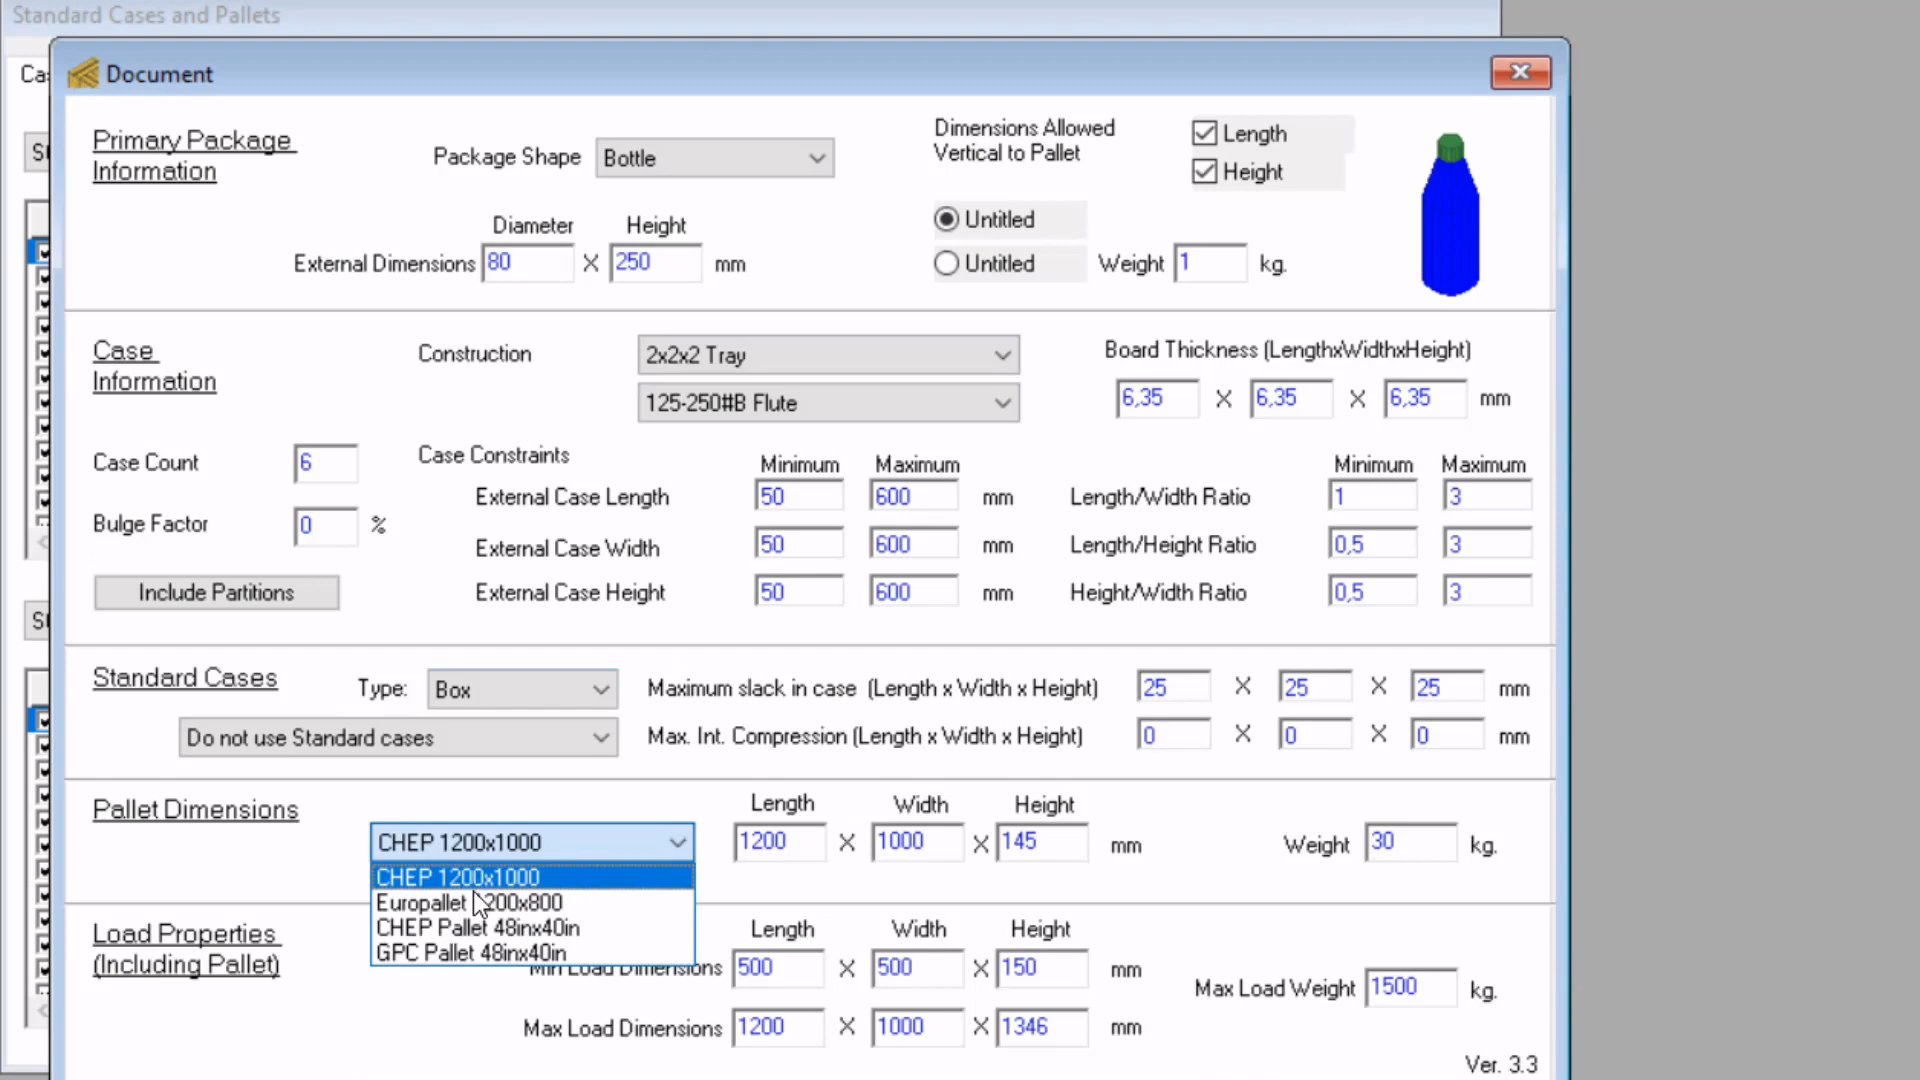 Standard Cases and Pallets
Document
Primary Package
Information
Package Shape Bottle
Dimensions Allowed
Vertical to Pallet
Length
Height
Diameter Height
External Dimensions 80 X 250 mm
Untitled
Untitled
Weight 1 kg.
Case
Information
Construction 2x2x2 Tray
125-250#B Flute
Board Thickness (LengthxWidthxHeight)
6,35 X 6,35 X 6,35 mm
Case Count 6
Bulge Factor 0 %
Include Partitions
Case Constraints
Minimum Maximum
External Case Length 50 600 mm
External Case Width 50 600 mm
External Case Height 50 600 mm
Minimum Maximum
Length/Width Ratio 1 3
Length/Height Ratio 0,5 3
Height/Width Ratio 0,5 3
Standard Cases
Type: Box
Do not use Standard cases
Maximum slack in case (Length x Width x Height) 25 X 25 X 25 mm
Max. Int. Compression (Length x Width x Height) 0 X 0 X 0 mm
Pallet Dimensions
CHEP 1200x1000
CHEP 1200x1000
Europallet 1200x800
CHEP Pallet 48inx40in
GPC Pallet 48inx40in
Length Width Height
1200 X 1000 X 145 mm
Weight 30 kg.
Load Properties
(Including Pallet)
Length Width Height
Min Load Dimensions 500 X 500 X 150 mm
Max Load Dimensions 1200 X 1000 X 1346 mm
Max Load Weight 1500 kg.
Ver. 3.3